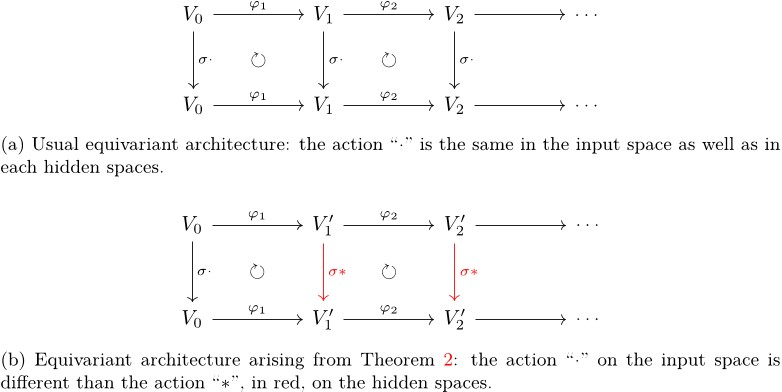 V₀ φ₁ V₁ φ₂ V₂ ···
σ· ↻ σ· ↻ σ·
V₀ φ₁ V₁ φ₂ V₂ ···
(a) Usual equivariant architecture: the action “·” is the same in the input space as well as in
each hidden spaces.
V₀ φ₁ V₁′ φ₂ V₂′ ···
σ· ↻ σ∗ ↻ σ∗
V₀ φ₁ V₁′ φ₂ V₂′ ···
(b) Equivariant architecture arising from Theorem 2: the action “·” on the input space is
different than the action “∗”, in red, on the hidden spaces.